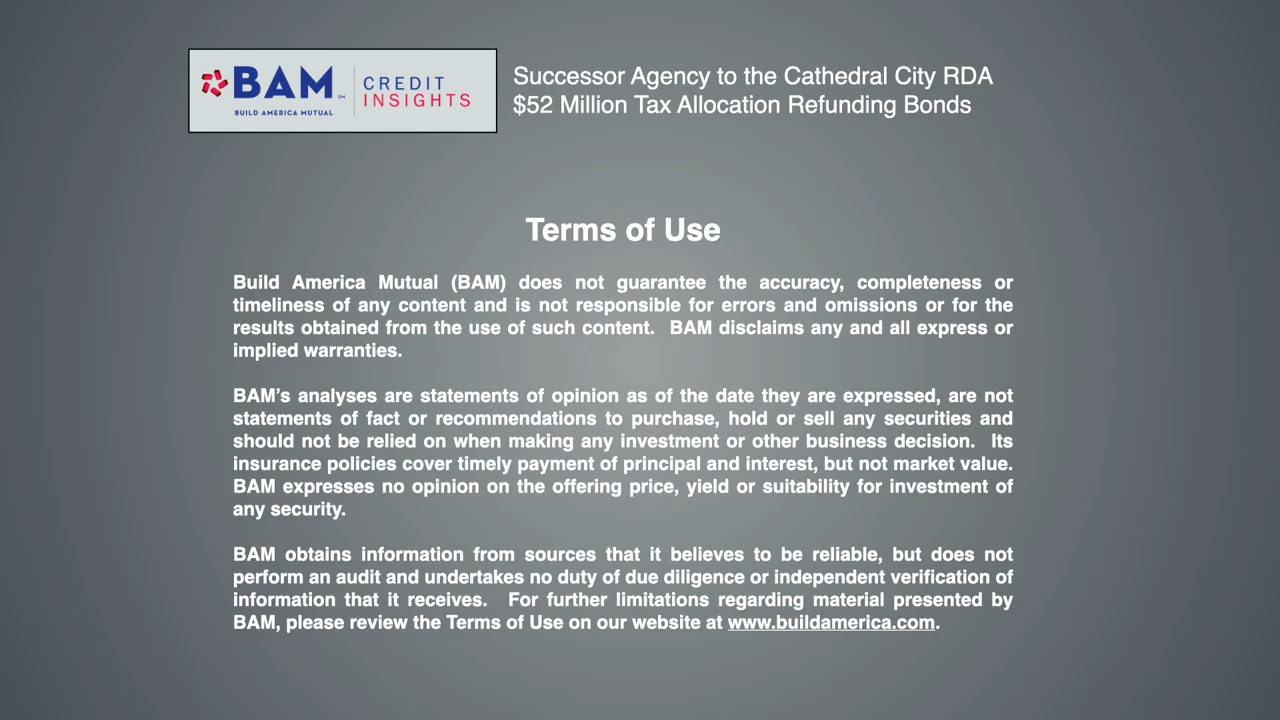 BAM SM
BUILD AMERICA MUTUAL
CREDIT
INSIGHTS
Successor Agency to the Cathedral City RDA
$52 Million Tax Allocation Refunding Bonds
Terms of Use
Build America Mutual (BAM) does not guarantee the accuracy, completeness or
timeliness of any content and is not responsible for errors and omissions or for the
results obtained from the use of such content. BAM disclaims any and all express or
implied warranties.
BAM’s analyses are statements of opinion as of the date they are expressed, are not
statements of fact or recommendations to purchase, hold or sell any securities and
should not be relied on when making any investment or other business decision. Its
insurance policies cover timely payment of principal and interest, but not market value.
BAM expresses no opinion on the offering price, yield or suitability for investment of
any security.
BAM obtains information from sources that it believes to be reliable, but does not
perform an audit and undertakes no duty of due diligence or independent verification of
information that it receives. For further limitations regarding material presented by
BAM, please review the Terms of Use on our website at www.buildamerica.com.